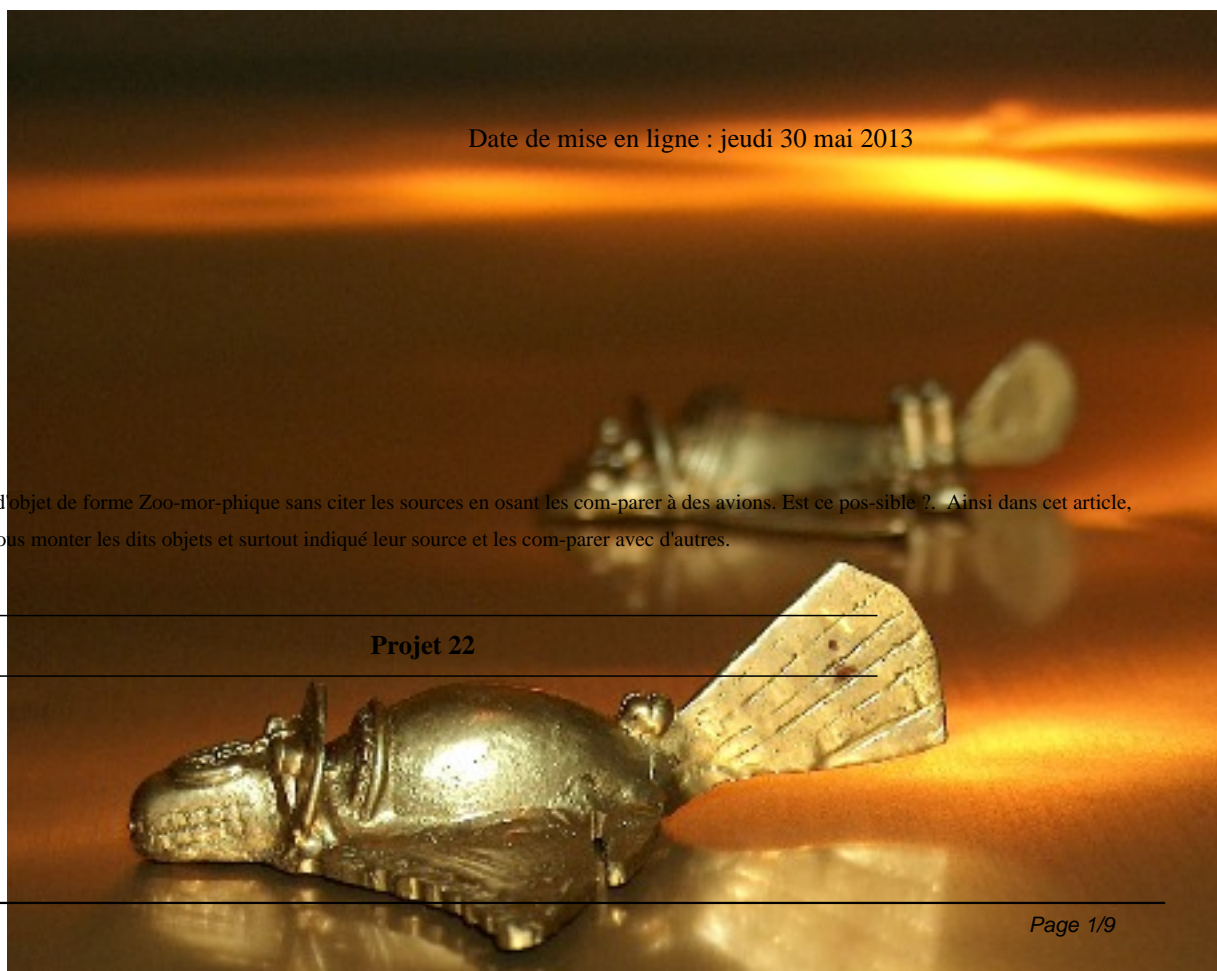 Date de mise en ligne : jeudi 30 mai 2013
d'objet de forme Zoo-mor-phique sans citer les sources en osant les com-parer à des avions. Est ce pos-sible ?. Ainsi dans cet article,
ous monter les dits objets et surtout indiqué leur source et les com-parer avec d'autres.
Projet 22
Page 1/9